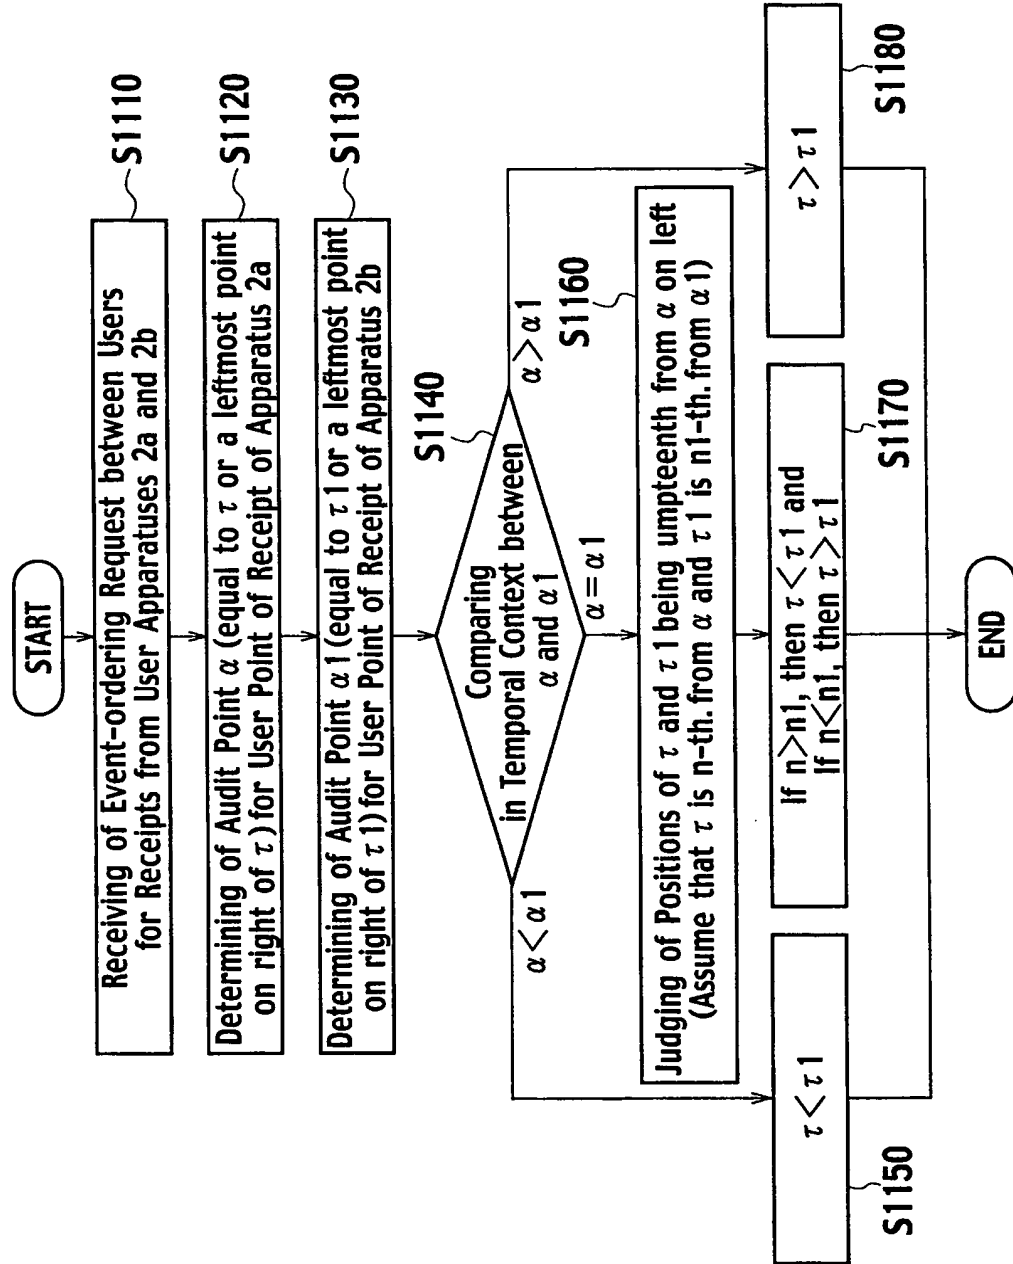 START
Receiving of Event-ordering Request between Users
for Receipts from User Apparatuses 2a and 2b
S1110
Determining of Audit Point α (equal to τ or a leftmost point
on right of τ) for User Point of Receipt of Apparatus 2a
S1120
Determining of Audit Point α1 (equal to τ1 or a leftmost point
on right of τ1) for User Point of Receipt of Apparatus 2b
S1130
S1140
Comparing
in Temporal Context between
α and α1
α<α1
α=α1
α>α1
S1160
Judging of Positions of τ and τ1 being umpteenth from α on left
(Assume that τ is n-th. from α and τ1 is n1-th. from α1)
τ<τ1
S1150
If n>n1, then τ<τ1 and
If n<n1, then τ>τ1
S1170
τ>τ1
S1180
END